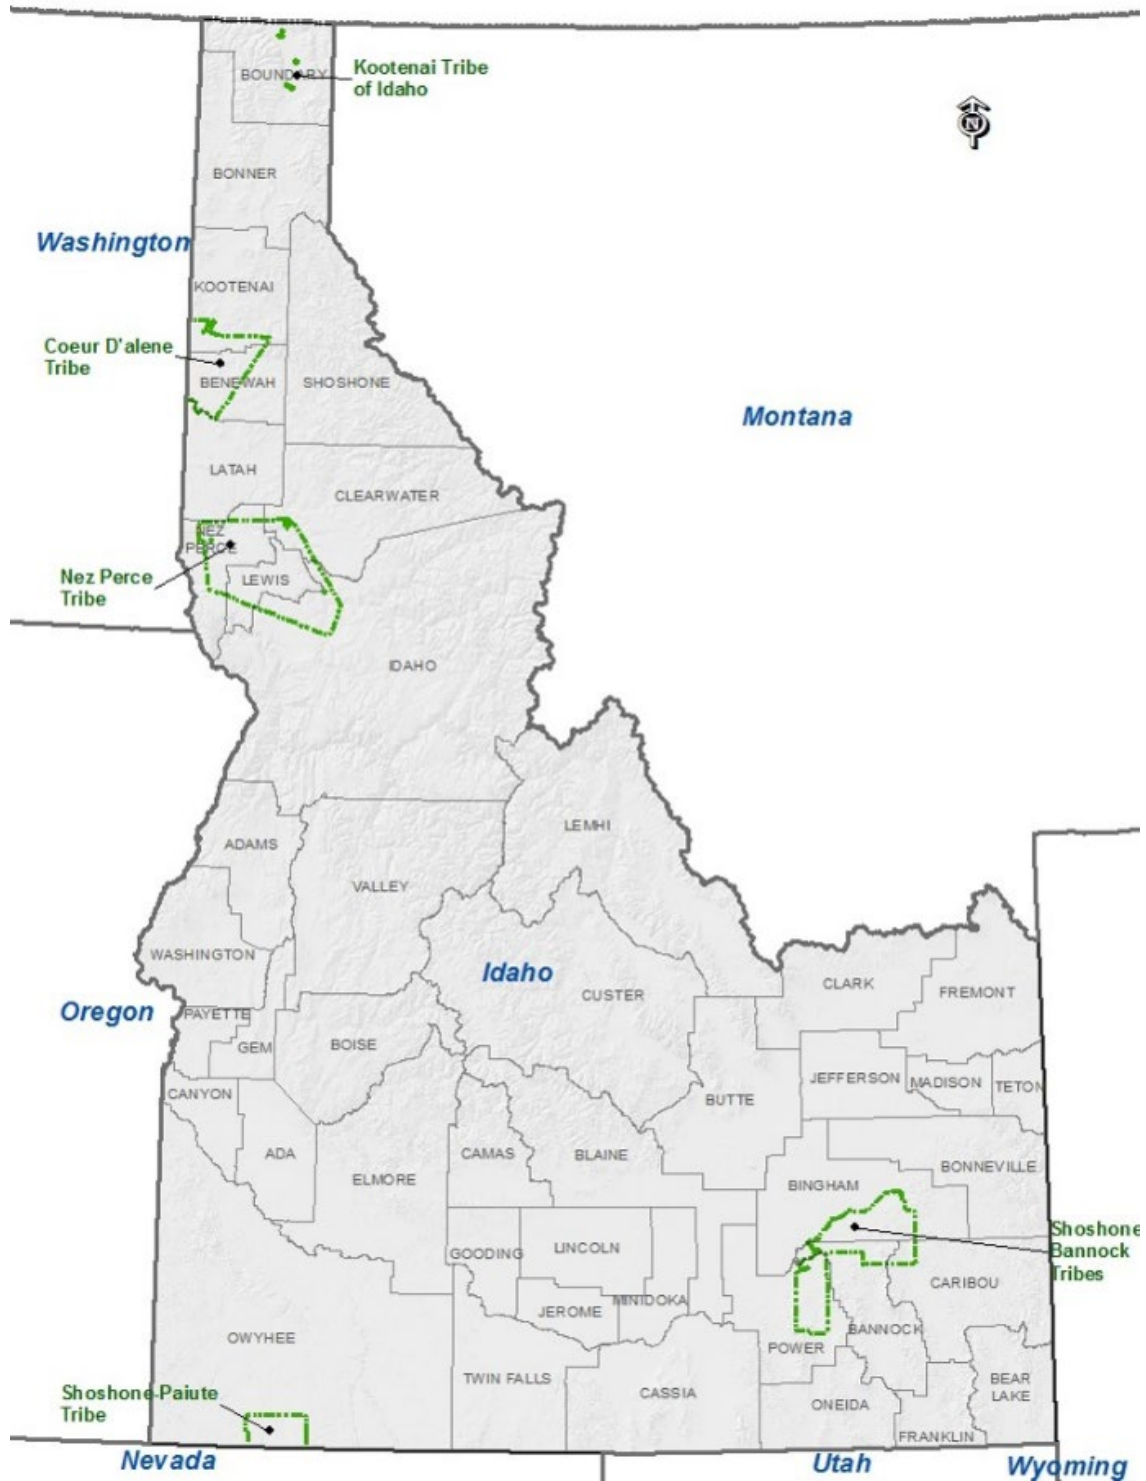 Kootenai Tribe
of Idaho
BOUNDARY
N
BONNER
Washington
KOOTENAI
Coeur D'alene
Tribe
BENEWAH
SHOSHONE
Montana
LATAH
CLEARWATER
NEZ
PERCE
Nez Perce
Tribe
LEWIS
IDAHO
LEMHI
ADAMS
VALLEY
WASHINGTON
Idaho
CUSTER
CLARK
FREMONT
Oregon
PAYETTE
GEM
BOISE
JEFFERSON
MADISON
TETON
CANYON
BUTTE
ADA
CAMAS
BLAINE
ELMORE
BONNEVILLE
BINGHAM
Shoshone
Bannock
Tribes
GOODING
LINCOLN
CARIBOU
JEROME
MINIDOKA
BANNOCK
OWYHEE
POWER
TWIN FALLS
CASSIA
BEAR
LAKE
Shoshone-Paiute
Tribe
ONEIDA
FRANKLIN
Nevada
Utah
Wyoming